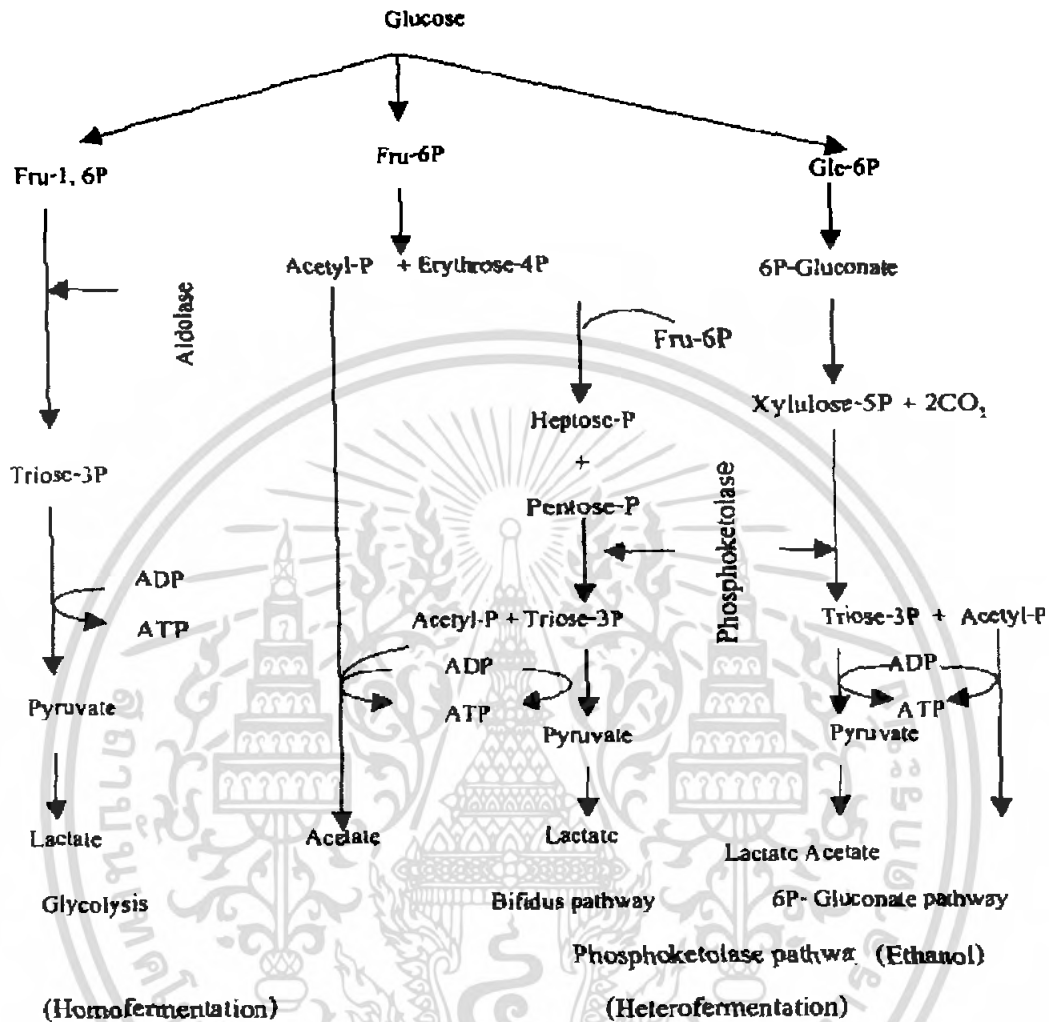 Glucose
Fru-1, 6P
Fru-6P
Glc-6P
Acetyl-P + Erythrose-4P
6P-Gluconate
Aldolase
Fru-6P
Xylulose-5P + 2CO₂
Heptose-P
+
Pentose-P
Triose-3P
Phosphoketolase
ADP
ATP
Acetyl-P + Triose-3P
Triose-3P + Acetyl-P
ADP
ATP
ADP
ATP
Pyruvate
Pyruvate
Pyruvate
Lactate
Acetate
Lactate
Lactate Acetate
Glycolysis
Bifidus pathway
6P- Gluconate pathway
Phosphoketolase pathwa (Ethanol)
(Homofermentation)
(Heterofermentation)